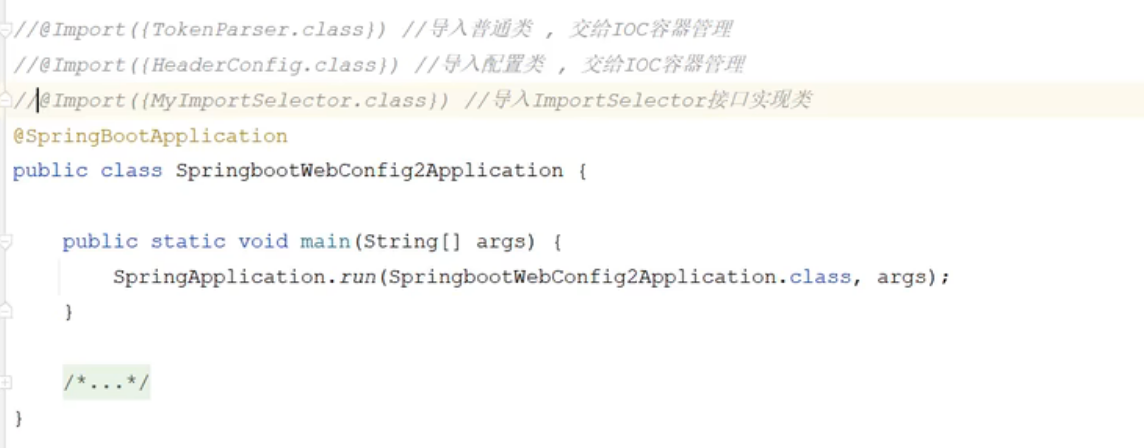 //@Import({TokenParser.class}) //导入普通类 , 交给IOC容器管理
//@Import({HeaderConfig.class}) //导入配置类 , 交给IOC容器管理
//@Import({MyImportSelector.class}) //导入ImportSelector接口实现类
@SpringBootApplication
public class SpringbootWebConfig2Application {
public static void main(String[] args) {
SpringApplication.run(SpringbootWebConfig2Application.class, args);
}
/*...*/
}